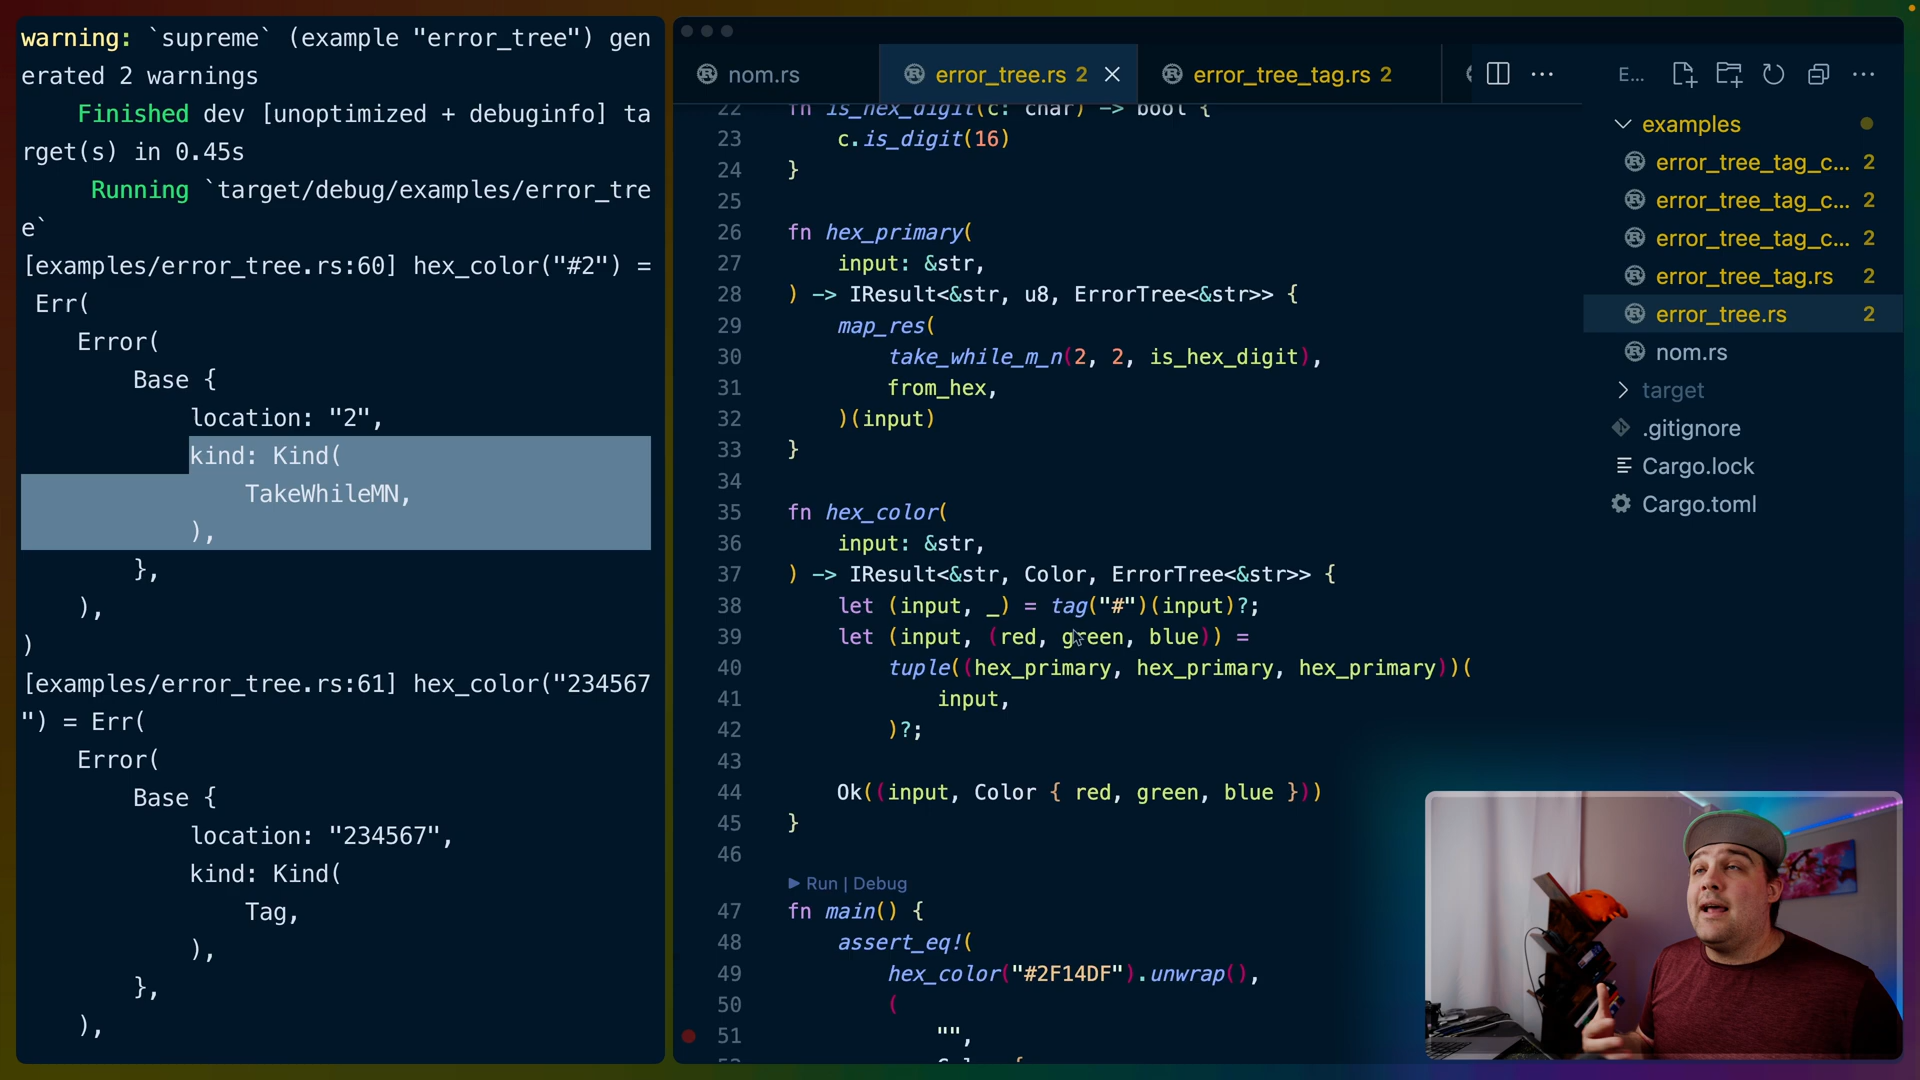 warning: `supreme` (example "error_tree") gen
erated 2 warnings
Finished dev [unoptimized + debuginfo] ta
rget(s) in 0.45s
Running `target/debug/examples/error_tre
e`
[examples/error_tree.rs:60] hex_color("#2") =
Err(
Error(
Base {
location: "2",
kind: Kind(
TakeWhileMN,
),
},
),
)
[examples/error_tree.rs:61] hex_color("234567
") = Err(
Error(
Base {
location: "234567",
kind: Kind(
Tag,
),
},
),
nom.rs
error_tree.rs 2
error_tree_tag.rs 2
22 fn is_hex_digit(c: char) -> bool {
23 c.is_digit(16)
24 }
25
26 fn hex_primary(
27 input: &str,
28 ) -> IResult<&str, u8, ErrorTree<&str>> {
29 map_res(
30 take_while_m_n(2, 2, is_hex_digit),
31 from_hex,
32 )(input)
33 }
34
35 fn hex_color(
36 input: &str,
37 ) -> IResult<&str, Color, ErrorTree<&str>> {
38 let (input, _) = tag("#")(input)?;
39 let (input, (red, green, blue)) =
40 tuple((hex_primary, hex_primary, hex_primary))(
41 input,
42 )?;
43
44 Ok((input, Color { red, green, blue }))
45 }
46
Run | Debug
47 fn main() {
48 assert_eq!(
49 hex_color("#2F14DF").unwrap(),
50 (
51 "",
E...
examples
error_tree_tag_c... 2
error_tree_tag_c... 2
error_tree_tag_c... 2
error_tree_tag.rs 2
error_tree.rs 2
nom.rs
target
.gitignore
Cargo.lock
Cargo.toml